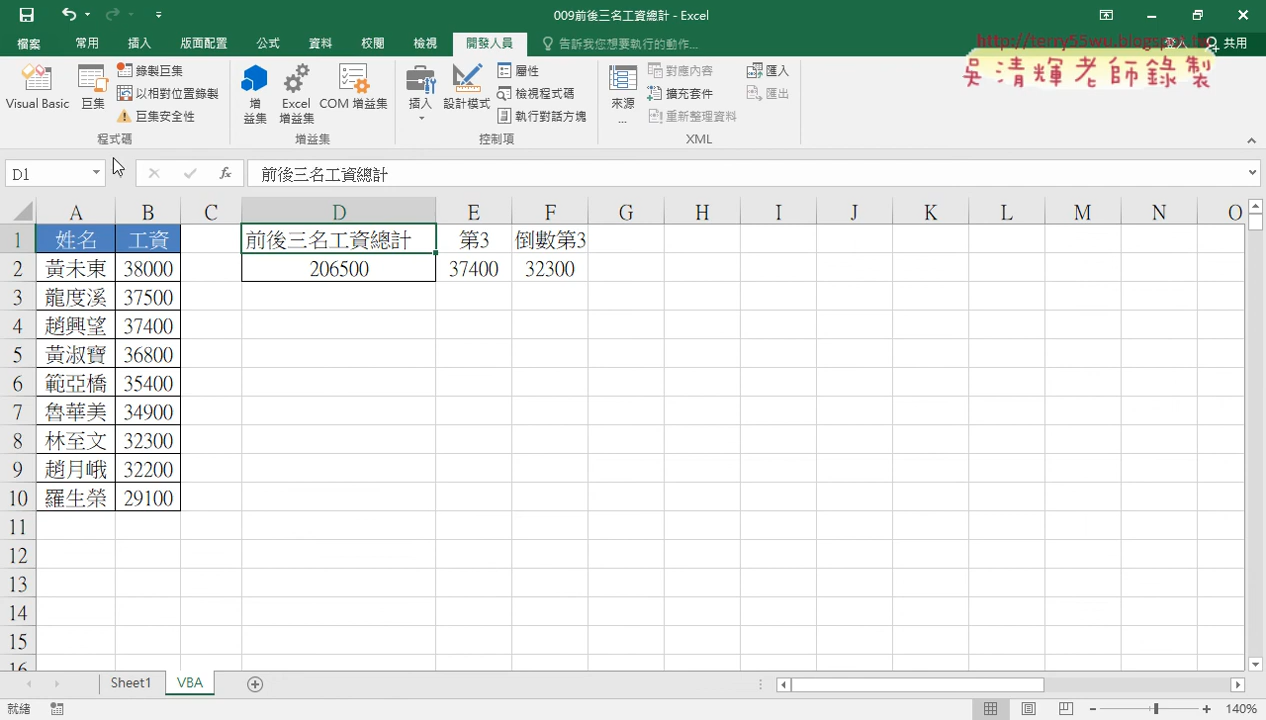 009前後三名工資總計 - Excel
檔案 常用 插入 版面配置 公式 資料 校閱 檢視 開發人員 告訴我您想要執行的動作... 登入 共用
http://terry55wu.blogspot.tw
吳清輝老師錄製
Visual Basic 巨集 錄製巨集 以相對位置錄製 巨集安全性
程式碼
增益集 Excel 增益集 COM 增益集
增益集
插入 設計模式 屬性 檢視程式碼 執行對話方塊
控制項
來源... 對應內容 擴充套件 重新整理資料 匯入 匯出
XML
D1 fx 前後三名工資總計
A B C D E F G H I J K L M N O
1 姓名 工資 前後三名工資總計 第3 倒數第3
2 黃未東 38000 206500 37400 32300
3 龍度溪 37500
4 趙興望 37400
5 黃淑寶 36800
6 範亞橋 35400
7 魯華美 34900
8 林至文 32300
9 趙月峨 32200
10 羅生榮 29100
11
12
13
14
15
16
Sheet1 VBA
就緒 140%